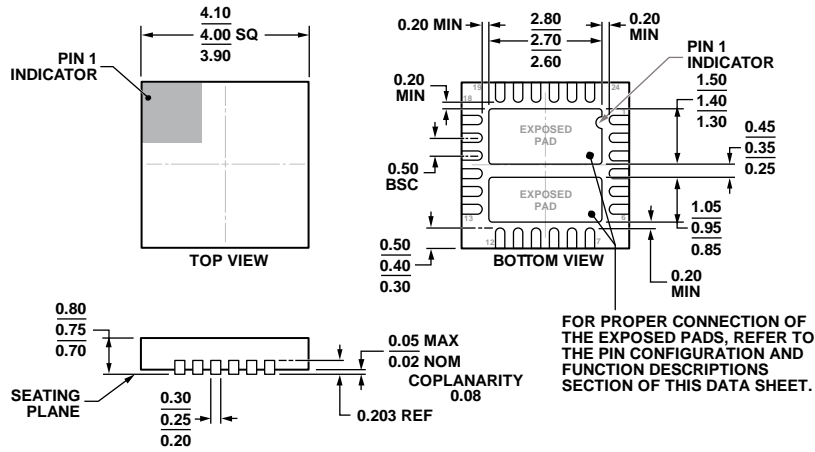 4.10
4.00 SQ
3.90
PIN 1
INDICATOR
TOP VIEW
0.20 MIN
2.80
2.70
2.60
0.20
MIN
PIN 1
INDICATOR
0.20
MIN
19
24
18
1
EXPOSED
PAD
1.50
1.40
1.30
0.45
0.35
0.25
0.50
BSC
EXPOSED
PAD
13
6
12
7
1.05
0.95
0.85
0.50
0.40
0.30
BOTTOM VIEW
0.20
MIN
0.80
0.75
0.70
SEATING
PLANE
0.30
0.25
0.20
0.05 MAX
0.02 NOM
COPLANARITY
0.08
0.203 REF
FOR PROPER CONNECTION OF
THE EXPOSED PADS, REFER TO
THE PIN CONFIGURATION AND
FUNCTION DESCRIPTIONS
SECTION OF THIS DATA SHEET.